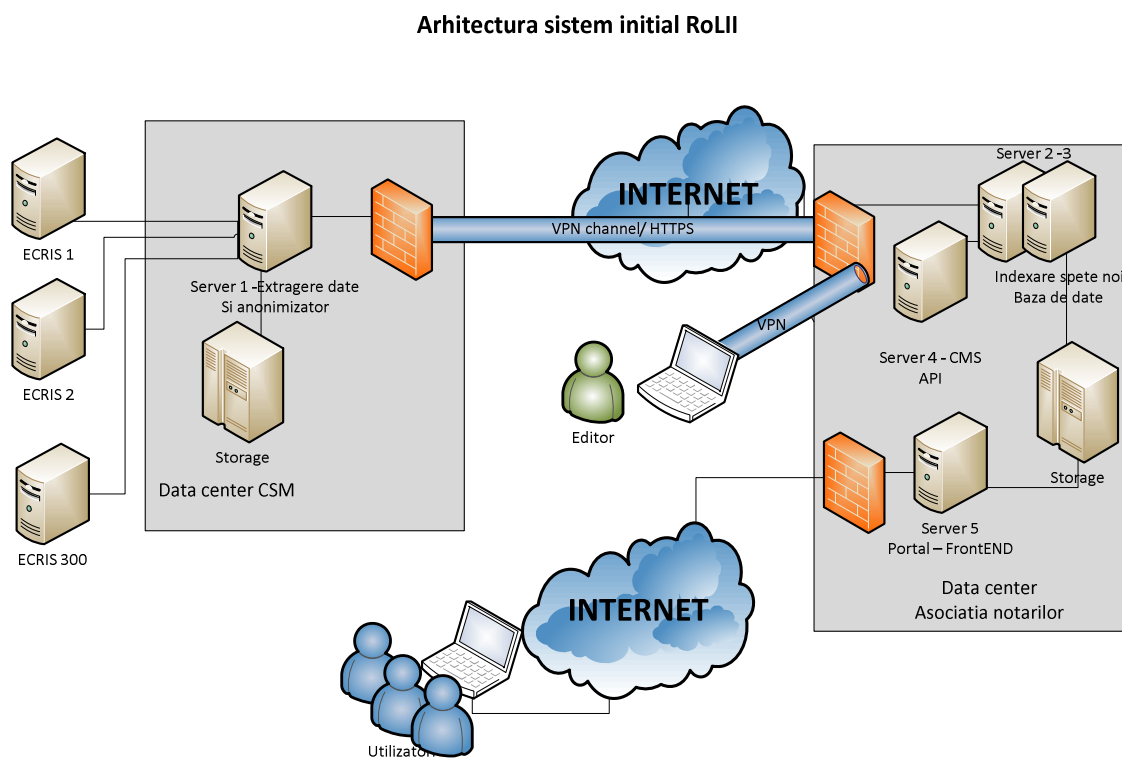 Arhitectura sistem initial RoLII
ECRIS 1
ECRIS 2
ECRIS 300
Server 1 -Extragere date
Si anonimizator
Storage
Data center CSM
INTERNET
VPN channel/ HTTPS
VPN
Editor
Server 2 -3
Indexare spete noi
Baza de date
Server 4 - CMS
API
Storage
Server 5
Portal – FrontEND
Data center
Asociatia notarilor
INTERNET
Utilizatori